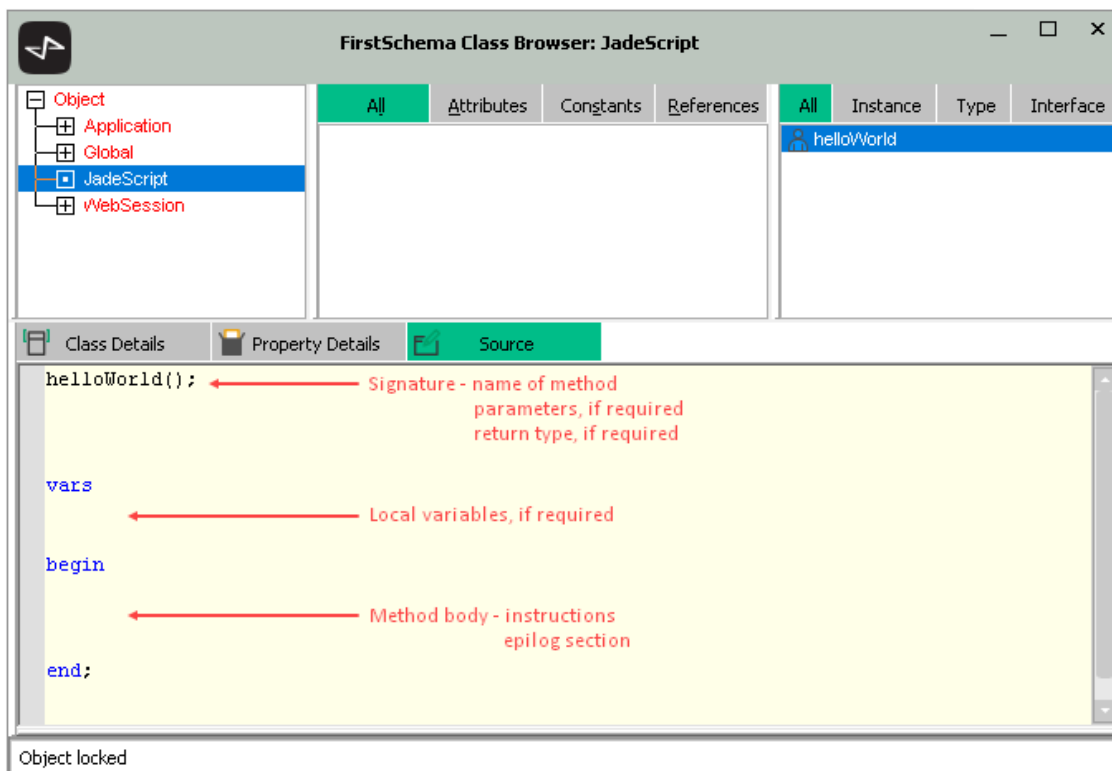 FirstSchema Class Browser: JadeScript
Object
Application
Global
JadeScript
WebSession
All Attributes Constants References
All Instance Type Interface
helloWorld
Class Details Property Details Source
helloWorld(); Signature - name of method
parameters, if required
return type, if required
vars
Local variables, if required
begin
Method body - instructions
epilog section
end;
Object locked